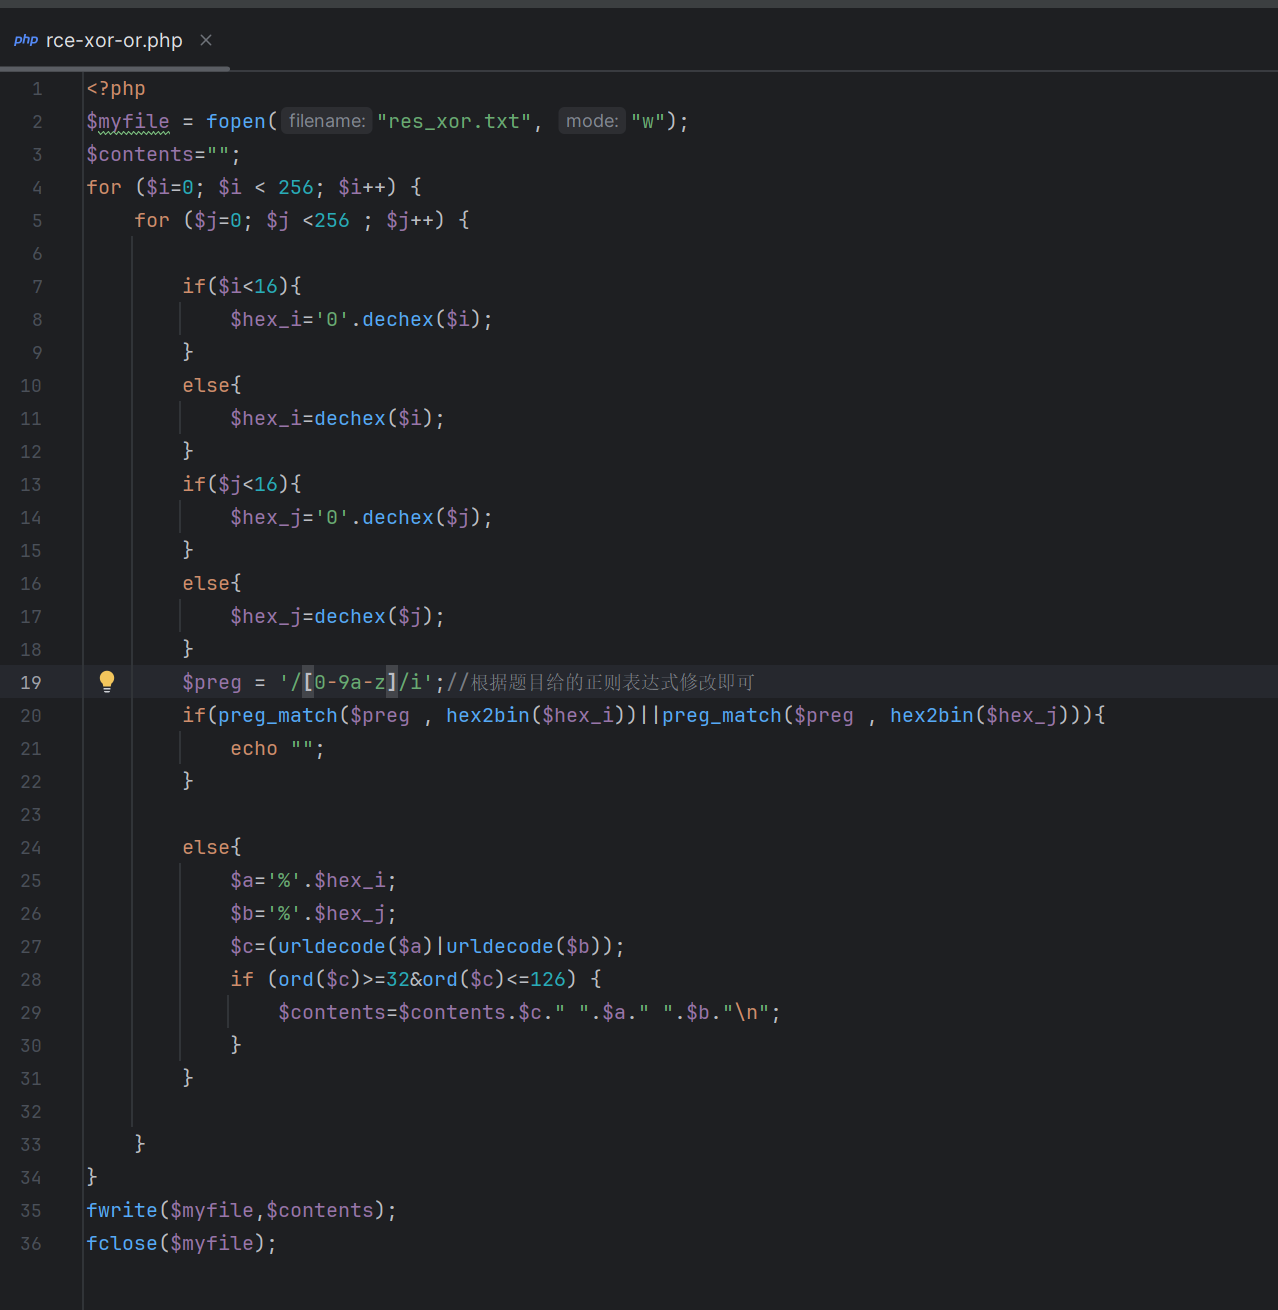 php rce-xor-or.php ×
1 <?php
2 $myfile = fopen( filename: "res_xor.txt", mode: "w");
3 $contents="";
4 for ($i=0; $i < 256; $i++) {
5     for ($j=0; $j <256 ; $j++) {
6
7         if($i<16){
8             $hex_i='0'.dechex($i);
9         }
10         else{
11             $hex_i=dechex($i);
12         }
13         if($j<16){
14             $hex_j='0'.dechex($j);
15         }
16         else{
17             $hex_j=dechex($j);
18         }
19         $preg = '/[0-9a-z]/i';//根据题目给的正则表达式修改即可
20         if(preg_match($preg , hex2bin($hex_i))||preg_match($preg , hex2bin($hex_j))){
21             echo "";
22         }
23
24         else{
25             $a='%'.$hex_i;
26             $b='%'.$hex_j;
27             $c=(urldecode($a)|urldecode($b));
28             if (ord($c)>=32&ord($c)<=126) {
29                 $contents=$contents.$c." ".$a." ".$b."\n";
30             }
31         }
32
33     }
34 }
35 fwrite($myfile,$contents);
36 fclose($myfile);